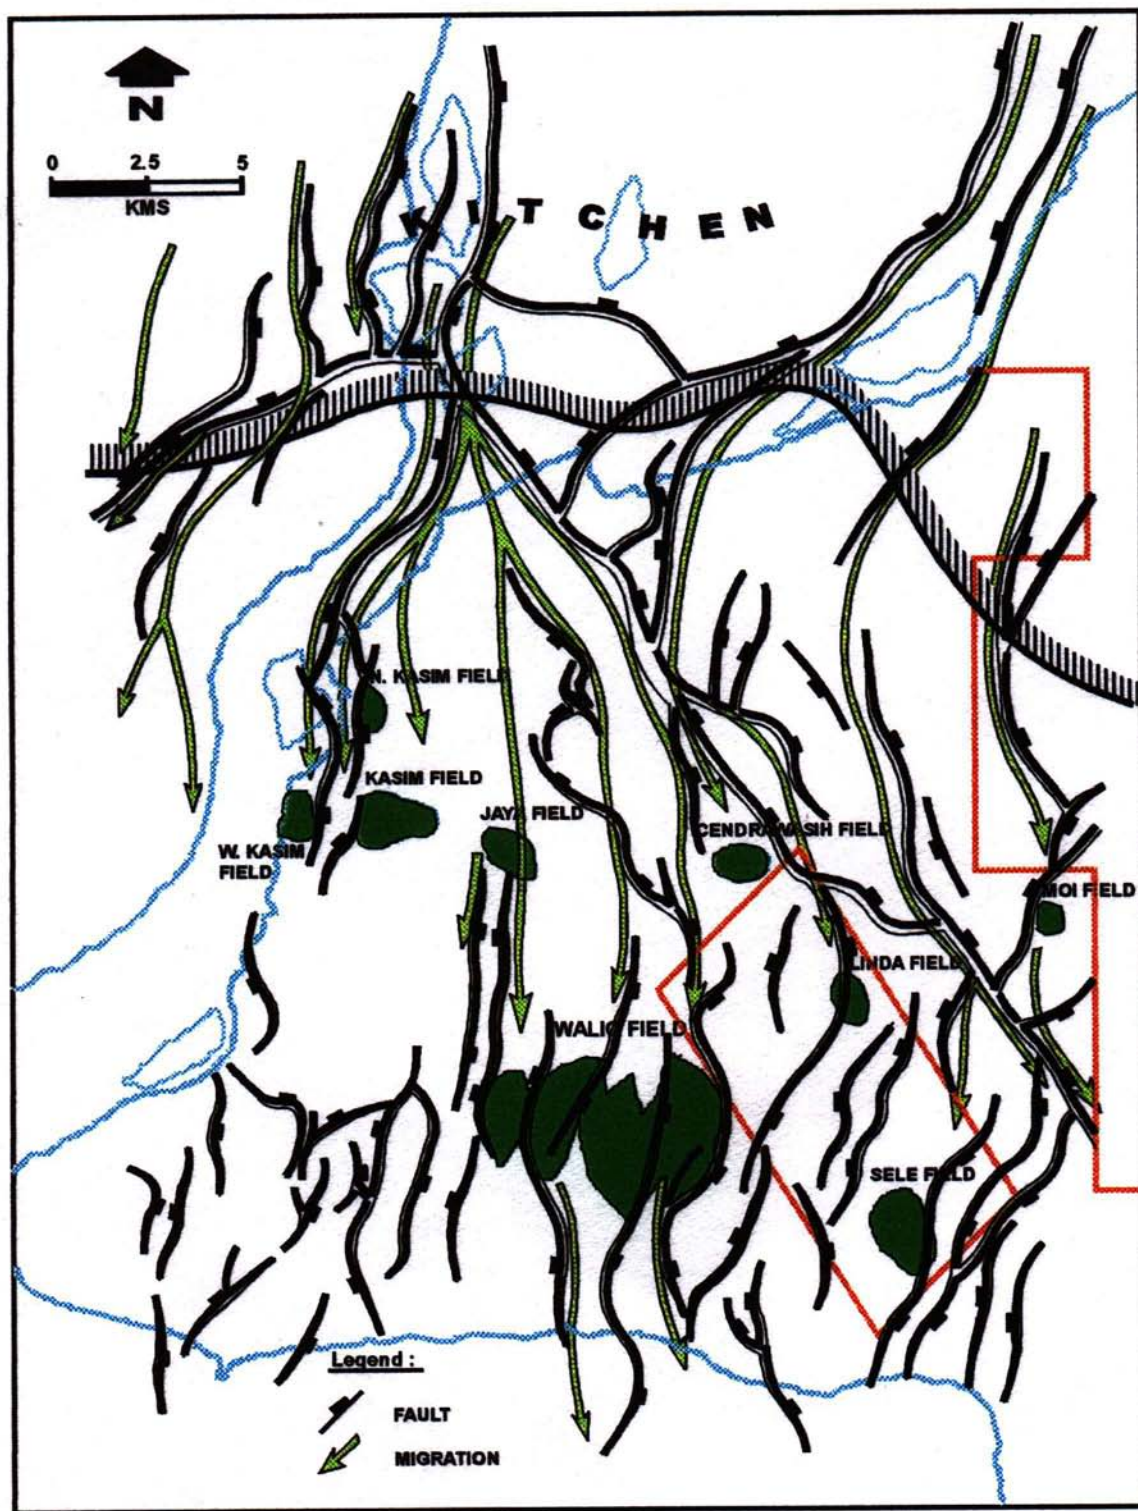 N
0 2.5 5
KMS
KITCHEN
N. KASIM FIELD
KASIM FIELD
JAYA FIELD
CENDRAWASIH FIELD
W. KASIM
FIELD
MOI FIELD
LINDA FIELD
WALIO FIELD
SELE FIELD
Legend :
FAULT
MIGRATION